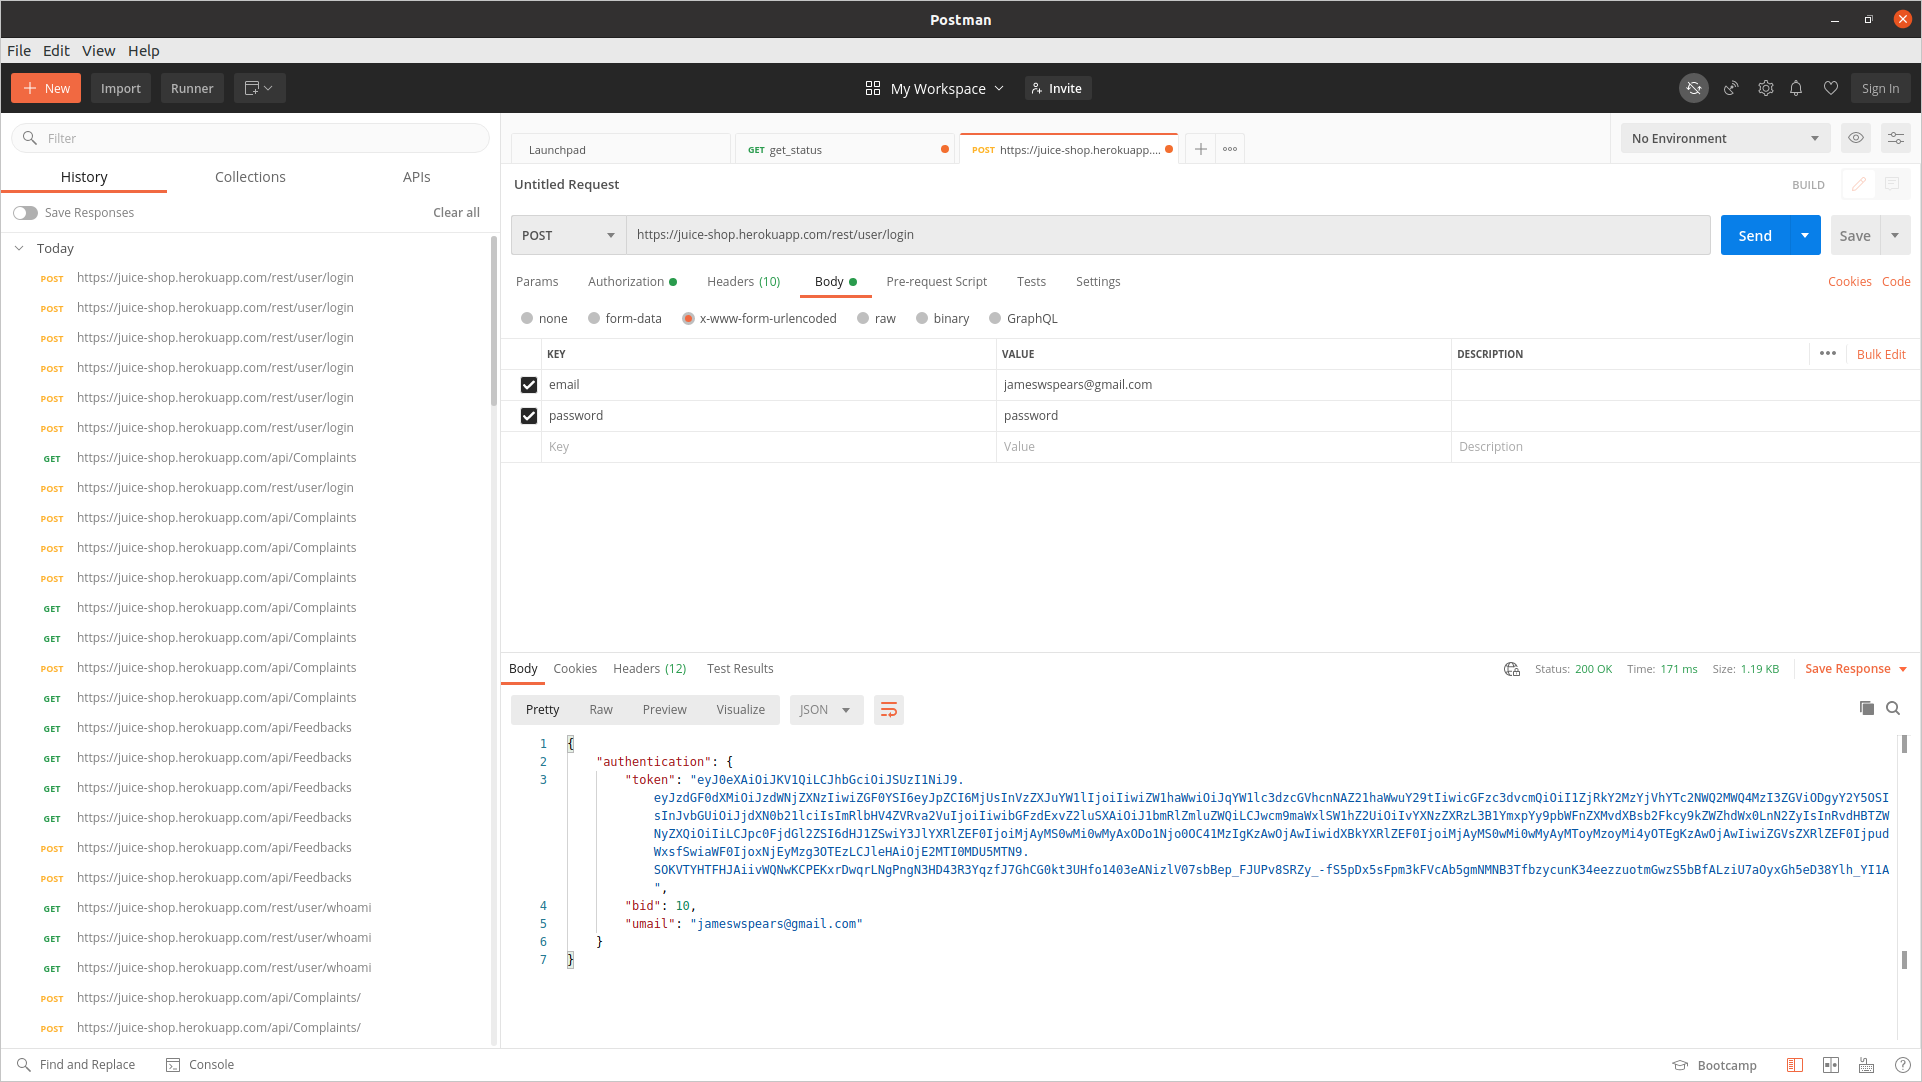 Postman
File Edit View Help
New Import Runner My Workspace Invite Sign In
Filter
History Collections APIs
Save Responses Clear all
Today
POST https://juice-shop.herokuapp.com/rest/user/login
POST https://juice-shop.herokuapp.com/rest/user/login
POST https://juice-shop.herokuapp.com/rest/user/login
POST https://juice-shop.herokuapp.com/rest/user/login
POST https://juice-shop.herokuapp.com/rest/user/login
POST https://juice-shop.herokuapp.com/rest/user/login
GET https://juice-shop.herokuapp.com/api/Complaints
POST https://juice-shop.herokuapp.com/rest/user/login
POST https://juice-shop.herokuapp.com/api/Complaints
POST https://juice-shop.herokuapp.com/api/Complaints
POST https://juice-shop.herokuapp.com/api/Complaints
GET https://juice-shop.herokuapp.com/api/Complaints
GET https://juice-shop.herokuapp.com/api/Complaints
POST https://juice-shop.herokuapp.com/api/Complaints
GET https://juice-shop.herokuapp.com/api/Complaints
GET https://juice-shop.herokuapp.com/api/Feedbacks
GET https://juice-shop.herokuapp.com/api/Feedbacks
GET https://juice-shop.herokuapp.com/api/Feedbacks
GET https://juice-shop.herokuapp.com/api/Feedbacks
POST https://juice-shop.herokuapp.com/api/Feedbacks
POST https://juice-shop.herokuapp.com/api/Feedbacks
GET https://juice-shop.herokuapp.com/rest/user/whoami
GET https://juice-shop.herokuapp.com/rest/user/whoami
GET https://juice-shop.herokuapp.com/rest/user/whoami
POST https://juice-shop.herokuapp.com/api/Complaints/
POST https://juice-shop.herokuapp.com/api/Complaints/
Launchpad GET get_status POST https://juice-shop.herokuapp.... No Environment
Untitled Request BUILD
POST https://juice-shop.herokuapp.com/rest/user/login Send Save
Params Authorization Headers (10) Body Pre-request Script Tests Settings Cookies Code
none form-data x-www-form-urlencoded raw binary GraphQL
KEY VALUE DESCRIPTION Bulk Edit
email jameswspears@gmail.com
password password
Key Value Description
Body Cookies Headers (12) Test Results Status: 200 OK Time: 171 ms Size: 1.19 KB Save Response
Pretty Raw Preview Visualize JSON
1 {
2 "authentication": {
3 "token": "eyJ0eXAiOiJKV1QiLCJhbGciOiJSUzI1NiJ9.
",
4 "bid": 10,
5 "umail": "jameswspears@gmail.com"
6 }
7 }
Find and Replace Console Bootcamp